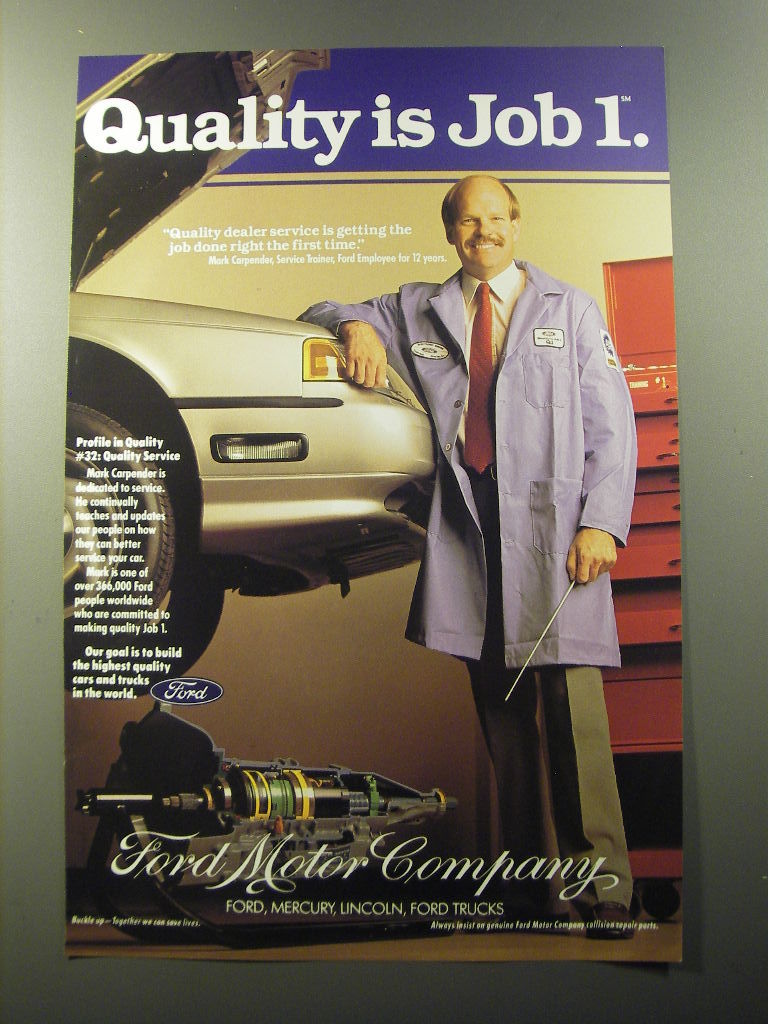 Quality is Job 1.SM
"Quality dealer service is getting the
job done right the first time."
Mark Carpender, Service Trainer, Ford Employee for 12 years.
TRAINING #1
Profile in Quality
#32: Quality Service
Mark Carpender is
dedicated to service.
He continually
teaches and updates
our people on how
they can better
service your car.
Mark is one of
over 366,000 Ford
people worldwide
who are committed to
making quality Job 1.
Our goal is to build
the highest quality
cars and trucks
in the world.
Ford
Ford Motor Company
FORD, MERCURY, LINCOLN, FORD TRUCKS
Buckle up—Together we can save lives.
Always insist on genuine Ford Motor Company collision repair parts.